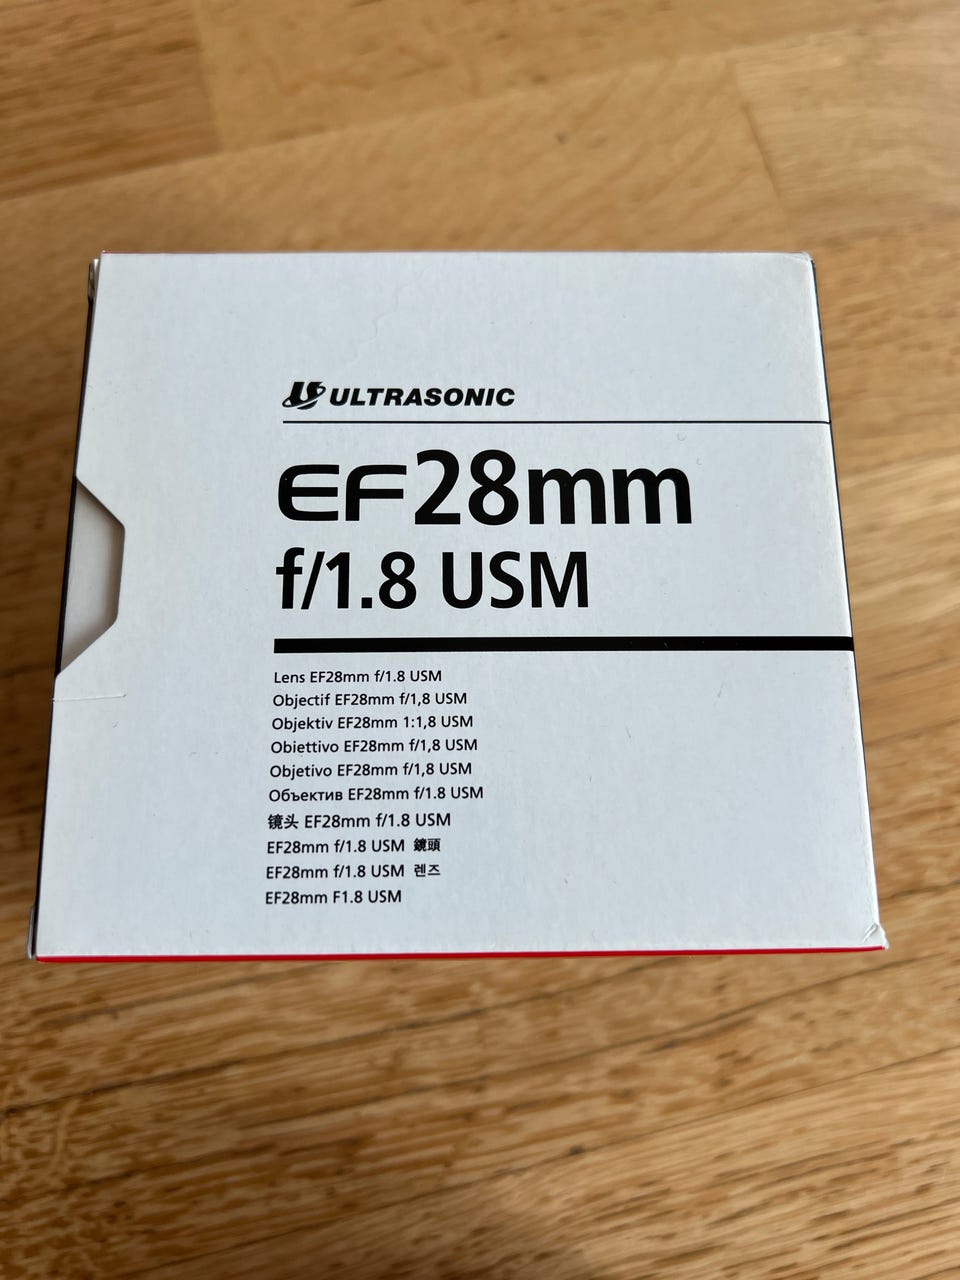 ULTRASONIC
EF28mm
f/1.8 USM
Lens EF28mm f/1.8 USM
Objectif EF28mm f/1,8 USM
Objektiv EF28mm 1:1,8 USM
Obiettivo EF28mm f/1,8 USM
Objetivo EF28mm f/1,8 USM
Объектив EF28mm f/1.8 USM
镜头 EF28mm f/1.8 USM
EF28mm f/1.8 USM 鏡頭
EF28mm f/1.8 USM 렌즈
EF28mm F1.8 USM